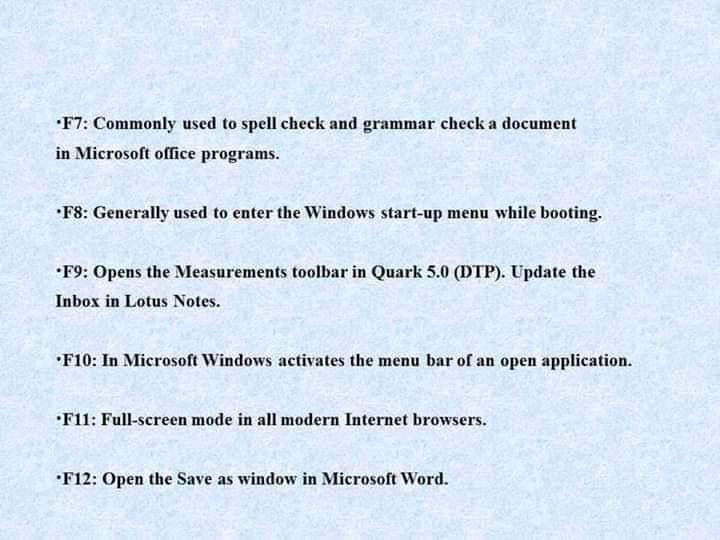 ·F7: Commonly used to spell check and grammar check a document
in Microsoft office programs.
·F8: Generally used to enter the Windows start-up menu while booting.
·F9: Opens the Measurements toolbar in Quark 5.0 (DTP). Update the
Inbox in Lotus Notes.
·F10: In Microsoft Windows activates the menu bar of an open application.
·F11: Full-screen mode in all modern Internet browsers.
·F12: Open the Save as window in Microsoft Word.